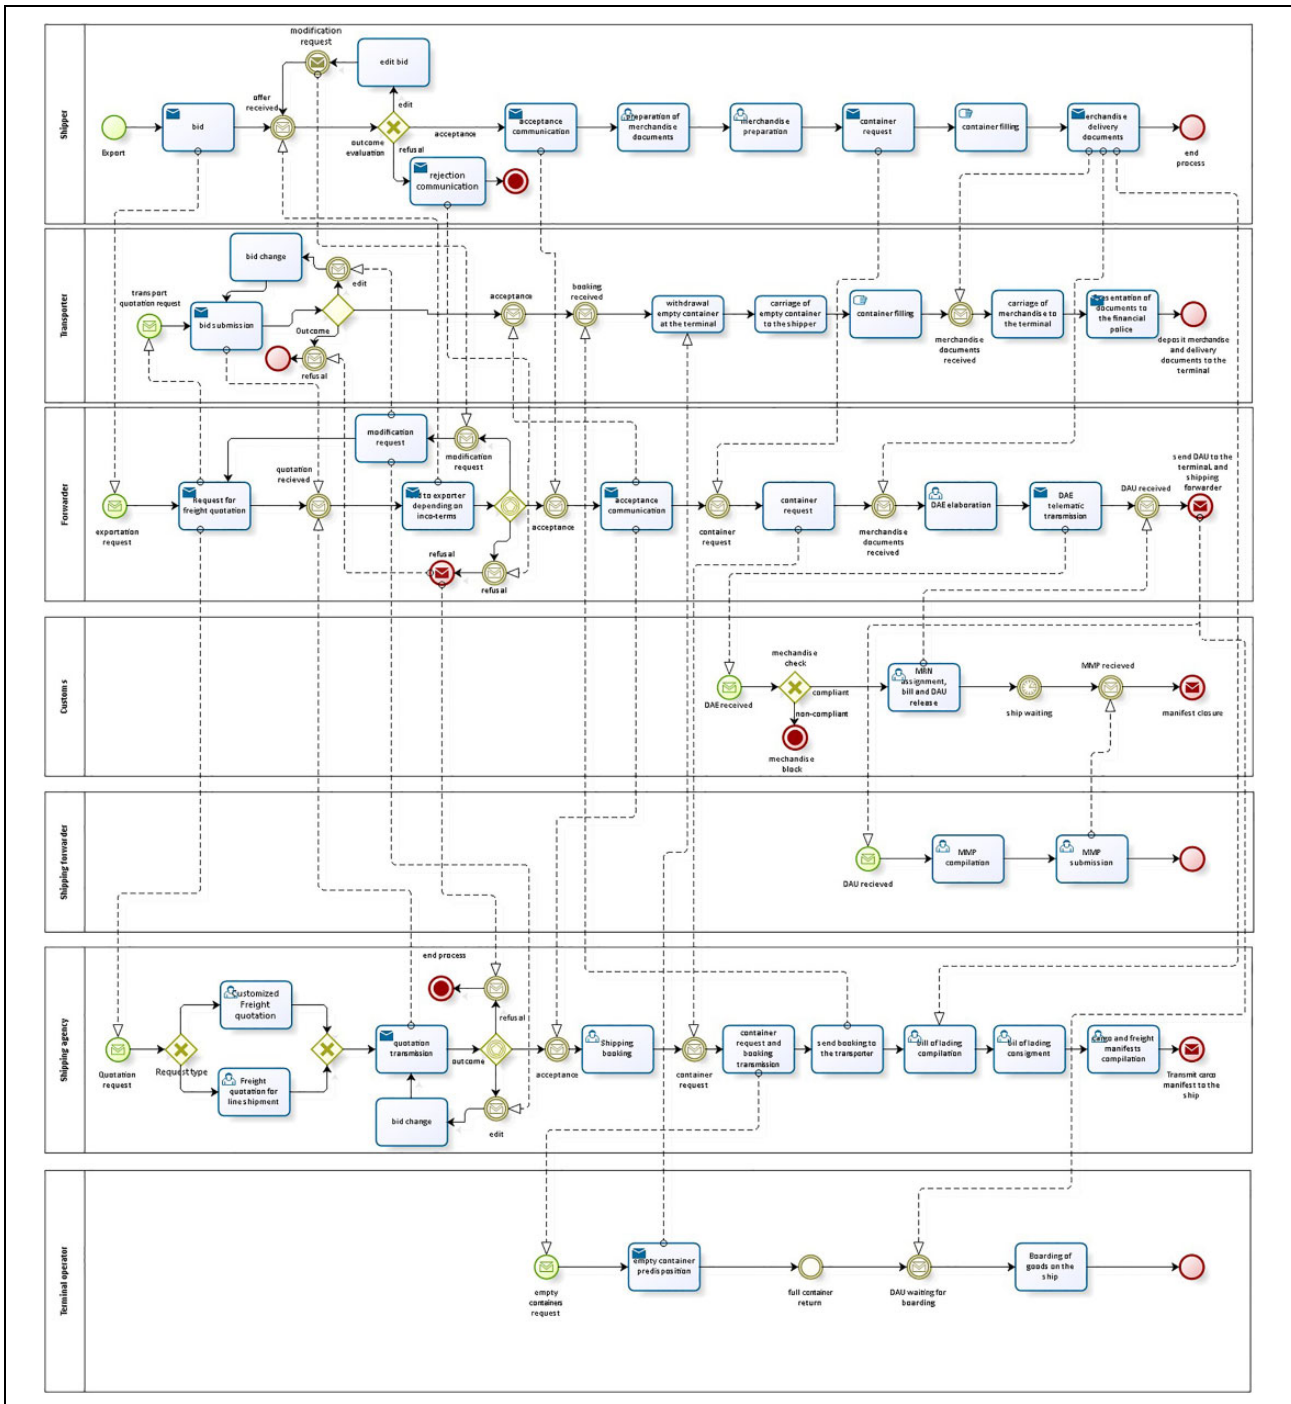 Shipper
Export
bid
offer
received
modification
request
edit bid
edit
outcome
evaluation
acceptance
refusal
rejection
communication
acceptance
communication
preparation of
merchandise
documents
merchandise
preparation
container
request
container filling
merchandise
delivery
documents
end
process
Transporter
transport
quotation request
bid change
bid submission
edit
Outcome
refusal
acceptance
booking
received
withdrawal
empty container
at the terminal
carriage of
empty container
to the shipper
container filling
merchandise
documents
received
carriage of
merchandise to
the terminal
presentation of
documents to
the financial
police
deposit merchandise
and delivery
documents to the
terminal
Forwarder
exportation
request
Request for
freight quotation
quotation
recieved
modification
request
modification
request
to exporter
depending on
inco-terms
refusal
refusal
acceptance
acceptance
communication
container
request
container
request
merchandise
documents
received
DAE elaboration
DAE
telematic
transmission
DAU received
send DAU to the
terminal, and
shipping
forwarder
Customs
DAE received
mechandise
check
compliant
non-compliant
mechandise
block
MRN
assignment,
bill and DAU
release
ship waiting
MMP recieved
manifest closure
Shipping forwarder
DAU recieved
MMP
compilation
MMP
submission
Shipping agency
Quotation
request
Request type
Customized
Freight
quotation
Freight
quotation for
line shipment
quotation
transmission
bid change
end process
refusal
outcome
edit
acceptance
Shipping
booking
container
request
container
request and
booking
transmission
send booking to
the transporter
bill of lading
compilation
bill of lading
consigment
cargo and freight
manifests
compilation
Transmit carco
manifest to the
ship
Terminal operator
empty
containers
request
empty container
predisposition
full container
return
DAU waiting for
boarding
Boarding of
goods on the
ship